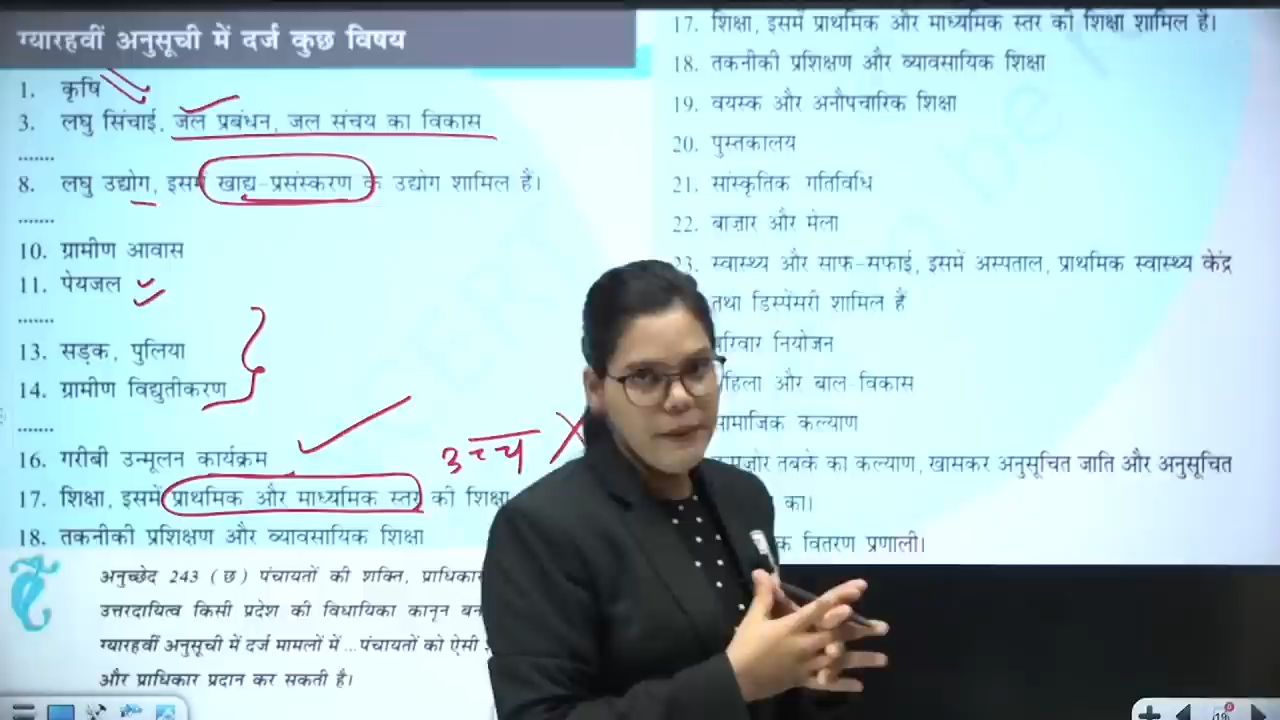 ग्यारहवीं अनुसूची में दर्ज कुछ विषय
1. कृषि
3. लघु सिंचाई, जल प्रबंधन, जल संचय का विकास
.......
8. लघु उद्योग, इसमें खाद्य-प्रसंस्करण के उद्योग शामिल हैं।
.......
10. ग्रामीण आवास
11. पेयजल
.......
13. सड़क, पुलिया
14. ग्रामीण विद्युतीकरण
.......
16. गरीबी उन्मूलन कार्यक्रम
उच्च
17. शिक्षा, इसमें प्राथमिक और माध्यमिक स्तर की शिक्षा
18. तकनीकी प्रशिक्षण और व्यावसायिक शिक्षा
अनुच्छेद 243 (छ) पंचायतों की शक्ति, प्राधिकार
उत्तरदायित्व किसी प्रदेश की विधायिका कानून बन
ग्यारहवीं अनुसूची में दर्ज मामलों में...पंचायतों को ऐसी
और प्राधिकार प्रदान कर सकती है।
17. शिक्षा, इसमें प्राथमिक और माध्यमिक स्तर की शिक्षा शामिल है।
18. तकनीकी प्रशिक्षण और व्यावसायिक शिक्षा
19. वयस्क और अनौपचारिक शिक्षा
20. पुस्तकालय
21. सांस्कृतिक गतिविधि
22. बाज़ार और मेला
23. स्वास्थ्य और साफ-सफाई, इसमें अस्पताल, प्राथमिक स्वास्थ्य केंद्र
तथा डिस्पेंसरी शामिल हैं
परिवार नियोजन
महिला और बाल विकास
सामाजिक कल्याण
कमज़ोर तबके का कल्याण, खासकर अनुसूचित जाति और अनुसूचित
का।
क वितरण प्रणाली।